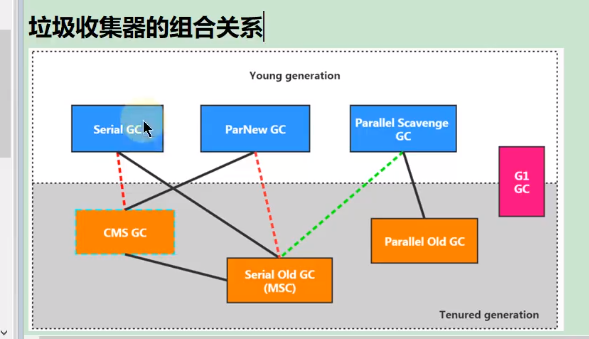 垃圾收集器的组合关系
Young generation
Serial GC
ParNew GC
Parallel Scavenge
GC
G1
GC
CMS GC
Parallel Old GC
Serial Old GC
(MSC)
Tenured generation